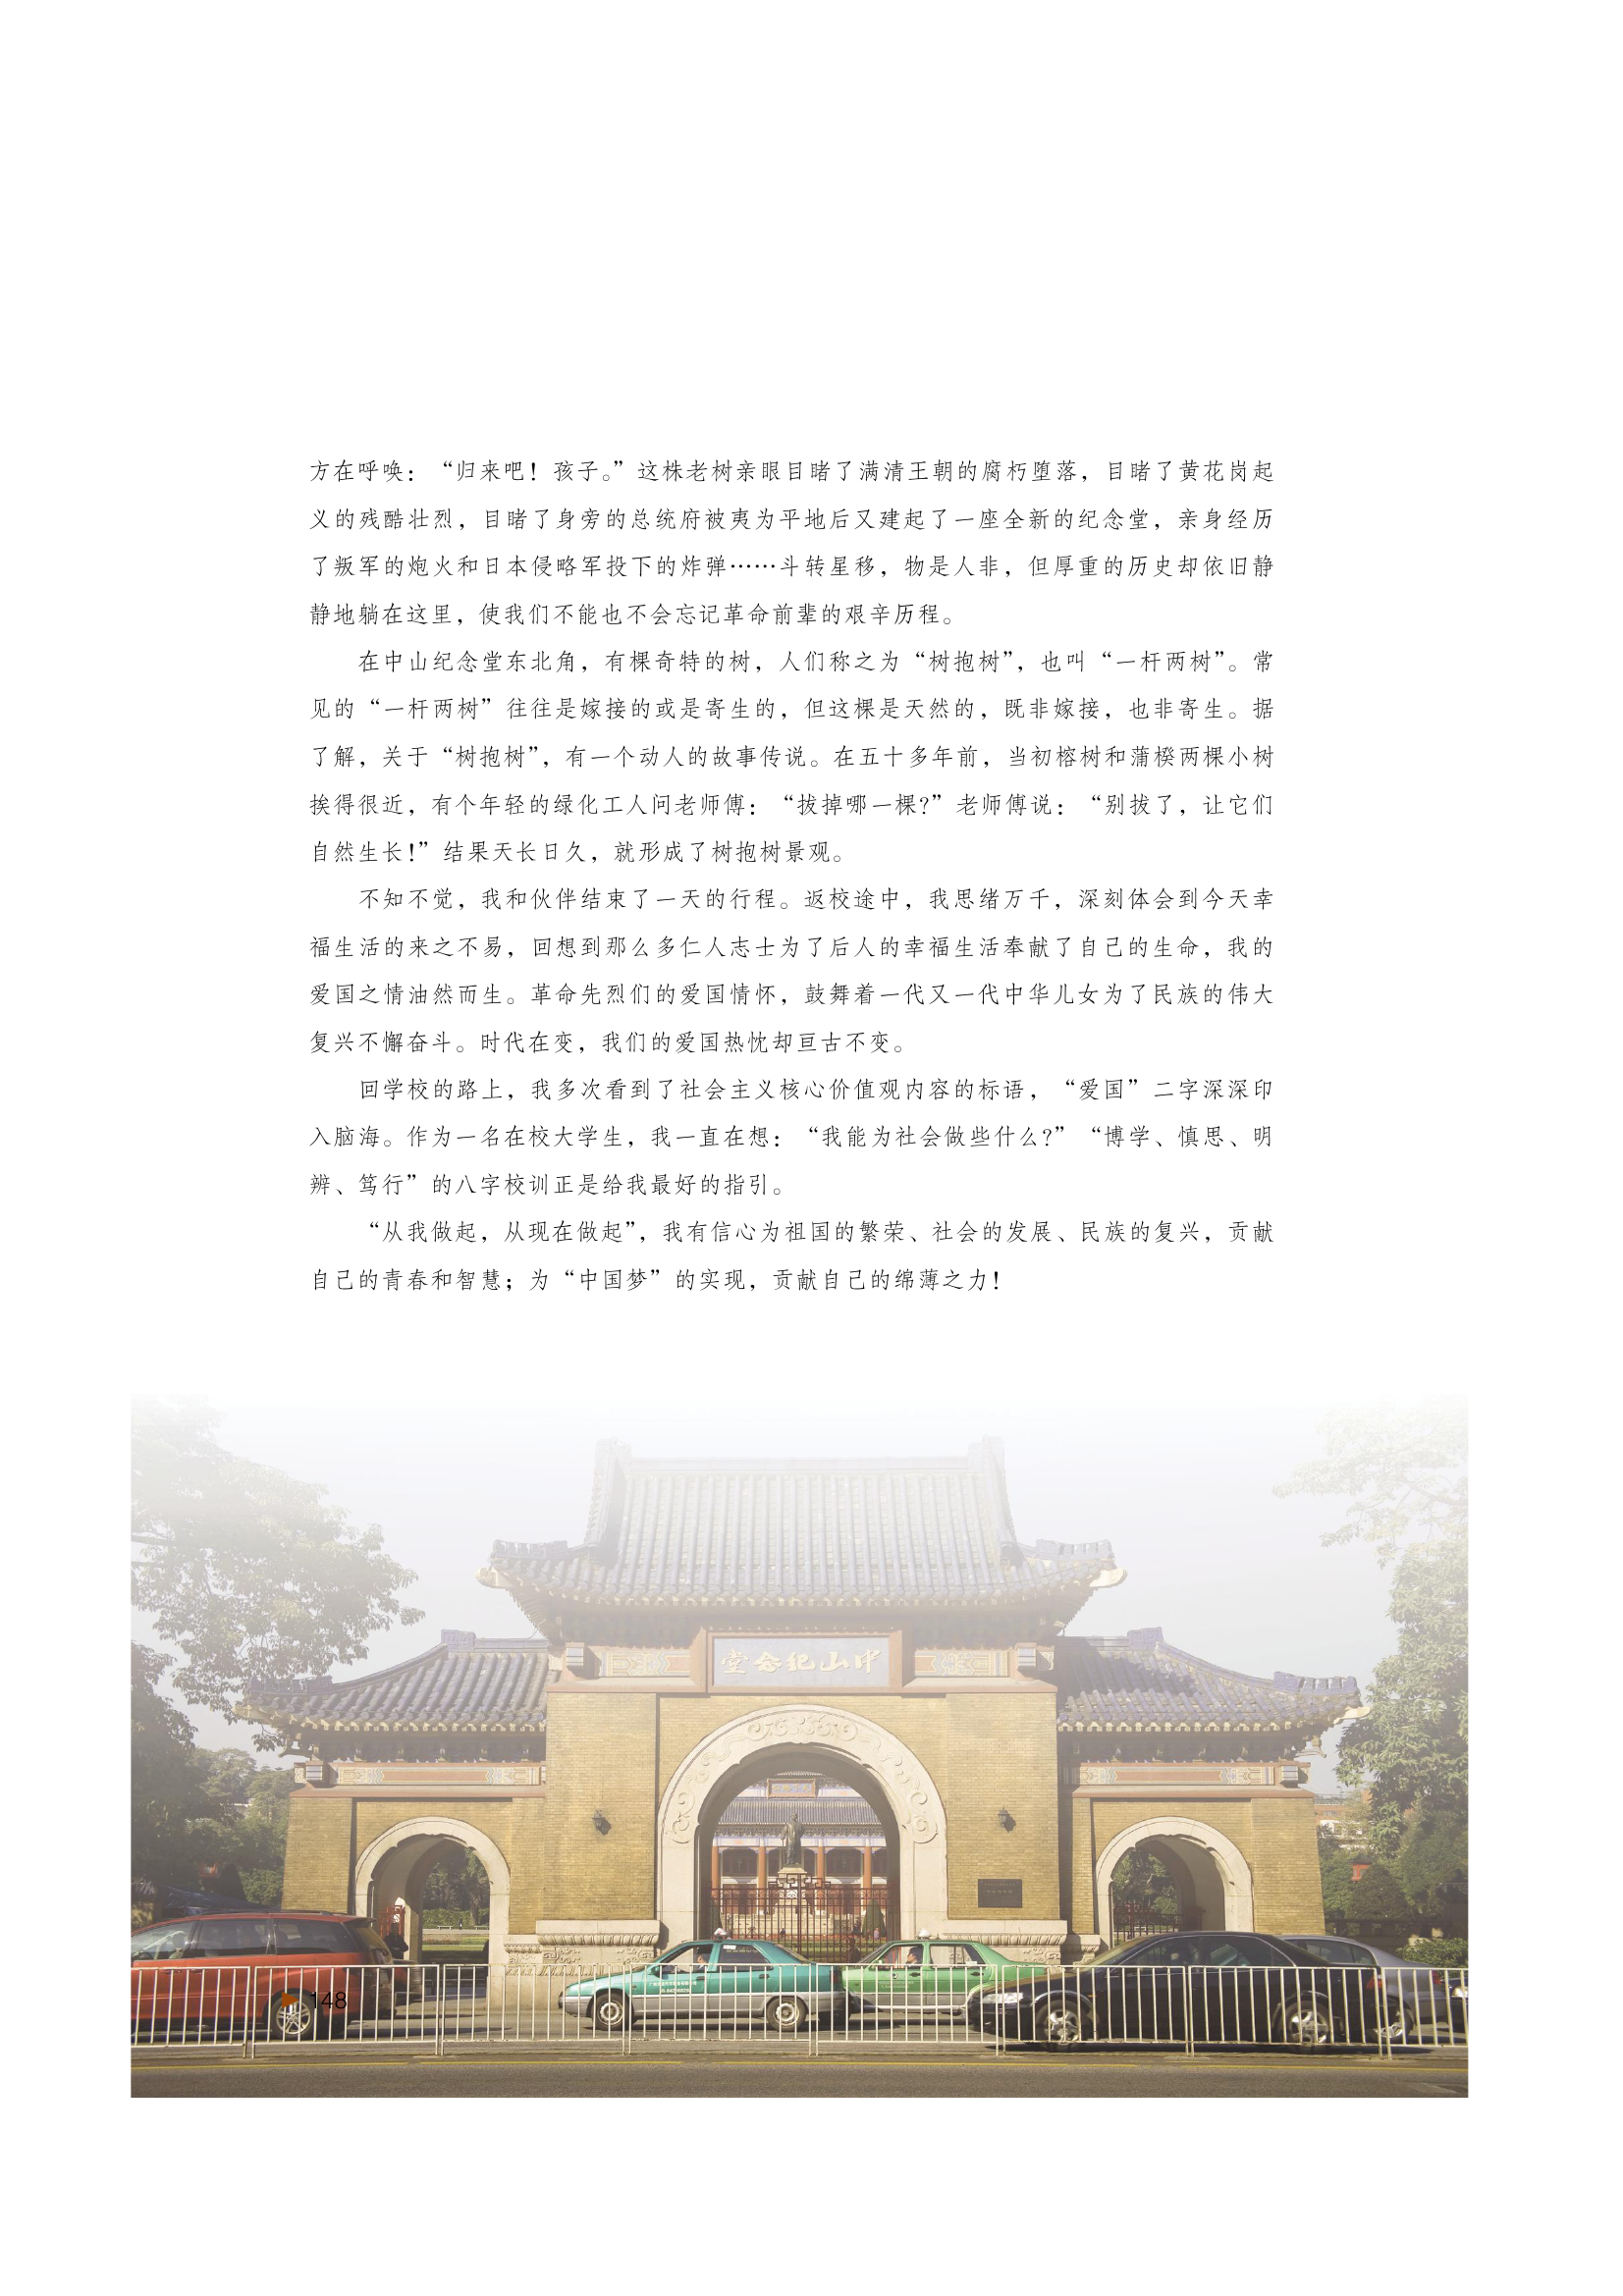 方在呼唤：“归来吧！孩子。”这株老树亲眼目睹了满清王朝的腐朽堕落，目睹了黄花岗起
义的残酷壮烈，目睹了身旁的总统府被夷为平地后又建起了一座全新的纪念堂，亲身经历
了叛军的炮火和日本侵略军投下的炸弹……斗转星移，物是人非，但厚重的历史却依旧静
静地躺在这里，使我们不能也不会忘记革命前辈的艰辛历程。
在中山纪念堂东北角，有棵奇特的树，人们称之为“树抱树”，也叫“一杆两树”。常
见的“一杆两树”往往是嫁接的或是寄生的，但这棵是天然的，既非嫁接，也非寄生。据
了解，关于“树抱树”，有一个动人的故事传说。在五十多年前，当初榕树和蒲葵两棵小树
挨得很近，有个年轻的绿化工人问老师傅：“拔掉哪一棵?”老师傅说：“别拔了，让它们
自然生长！”结果天长日久，就形成了树抱树景观。
不知不觉，我和伙伴结束了一天的行程。返校途中，我思绪万千，深刻体会到今天幸
福生活的来之不易，回想到那么多仁人志士为了后人的幸福生活奉献了自己的生命，我的
爱国之情油然而生。革命先烈们的爱国情怀，鼓舞着一代又一代中华儿女为了民族的伟大
复兴不懈奋斗。时代在变，我们的爱国热忱却亘古不变。
回学校的路上，我多次看到了社会主义核心价值观内容的标语，“爱国”二字深深印
入脑海。作为一名在校大学生，我一直在想：“我能为社会做些什么?”“博学、慎思、明
辨、笃行”的八字校训正是给我最好的指引。
“从我做起，从现在做起”，我有信心为祖国的繁荣、社会的发展、民族的复兴，贡献
自己的青春和智慧；为“中国梦”的实现，贡献自己的绵薄之力！
堂念纪山中
148